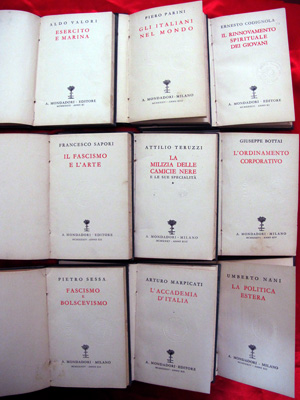 ALDO VALORI
ESERCITO
E MARINA
A. MONDADORI · EDITORE
PIERO PARINI
GLI ITALIANI
NEL MONDO
A. MONDADORI · MILANO
ERNESTO CODIGNOLA
IL RINNOVAMENTO
SPIRITUALE
DEI GIOVANI
A. MONDADORI · EDITORE
FRANCESCO SAPORI
IL FASCISMO
E L'ARTE
A. MONDADORI · EDITORE
ATTILIO TERUZZI
LA
MILIZIA DELLE
CAMICIE NERE
E LE SUE SPECIALITÀ
A. MONDADORI · MILANO
GIUSEPPE BOTTAI
L'ORDINAMENTO
CORPORATIVO
A. MONDADORI · MILANO
PIETRO SESSA
FASCISMO
E
BOLSCEVISMO
A. MONDADORI · MILANO
ARTURO MARPICATI
L'ACCADEMIA
D'ITALIA
A. MONDADORI · EDITORE
UMBERTO NANI
LA POLITICA
ESTERA
A. MONDADORI · MILANO